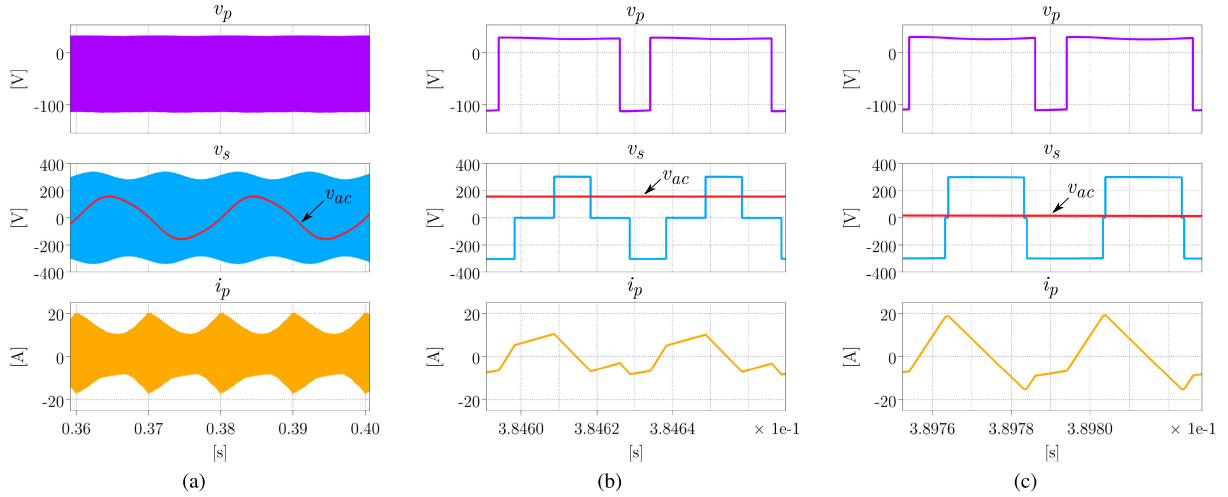 v_p v_p v_p
0 0 0
[V] [V] [V]
-100 -100 -100
v_s v_s v_s
400 400 400
200 v_ac 200 v_ac 200 v_ac
[V] 0 [V] 0 [V] 0
-200 -200 -200
-400 -400 -400
i_p i_p i_p
20 20 20
[A] 0 [A] 0 [A] 0
-20 -20 -20
0.36 0.37 0.38 0.39 0.40 3.8460 3.8462 3.8464 × 1e-1 3.8976 3.8978 3.8980 × 1e-1
[s] [s] [s]
(a) (b) (c)